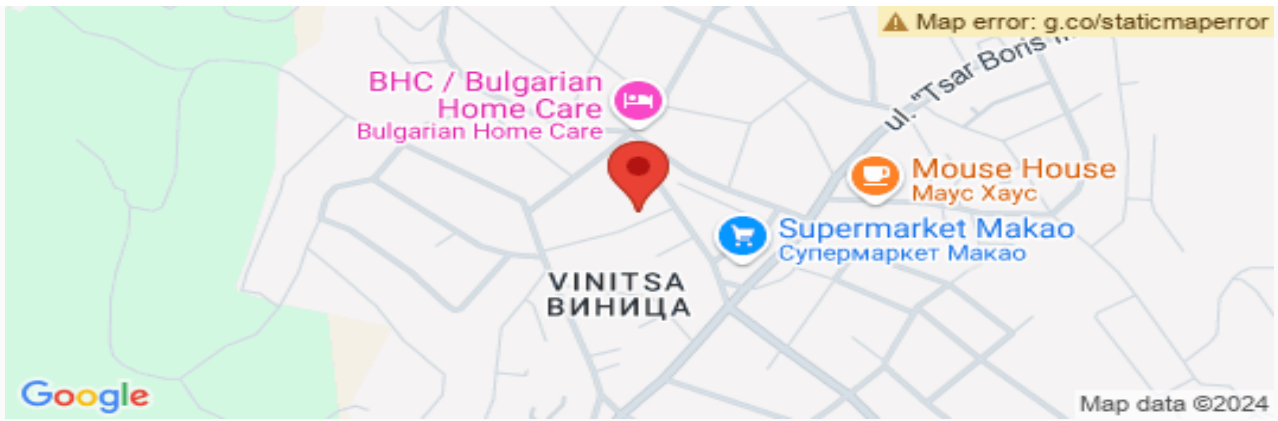 Map error: g.co/staticmaperror
ul. "Tsar Boris
BHC / Bulgarian
Home Care
Bulgarian Home Care
Mouse House
Маус Хаус
Supermarket Makao
Супермаркет Макао
VINITSA
ВИНИЦА
Google
Map data ©2024